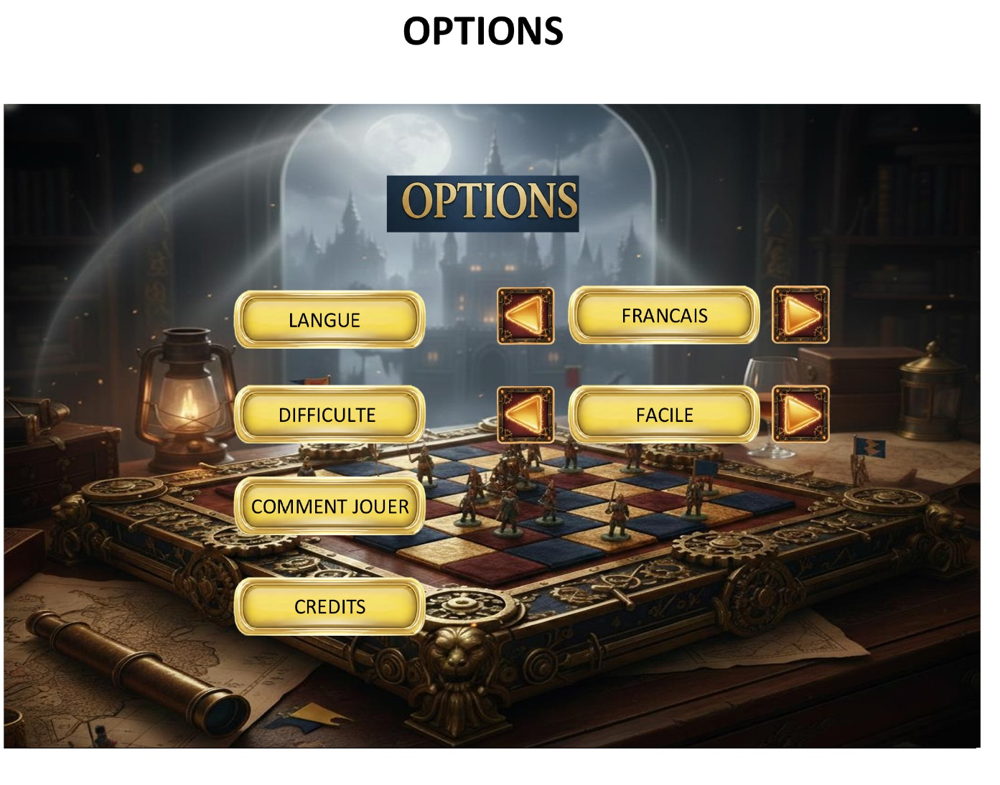 OPTIONS
OPTIONS
LANGUE
FRANCAIS
DIFFICULTE
FACILE
COMMENT JOUER
CREDITS